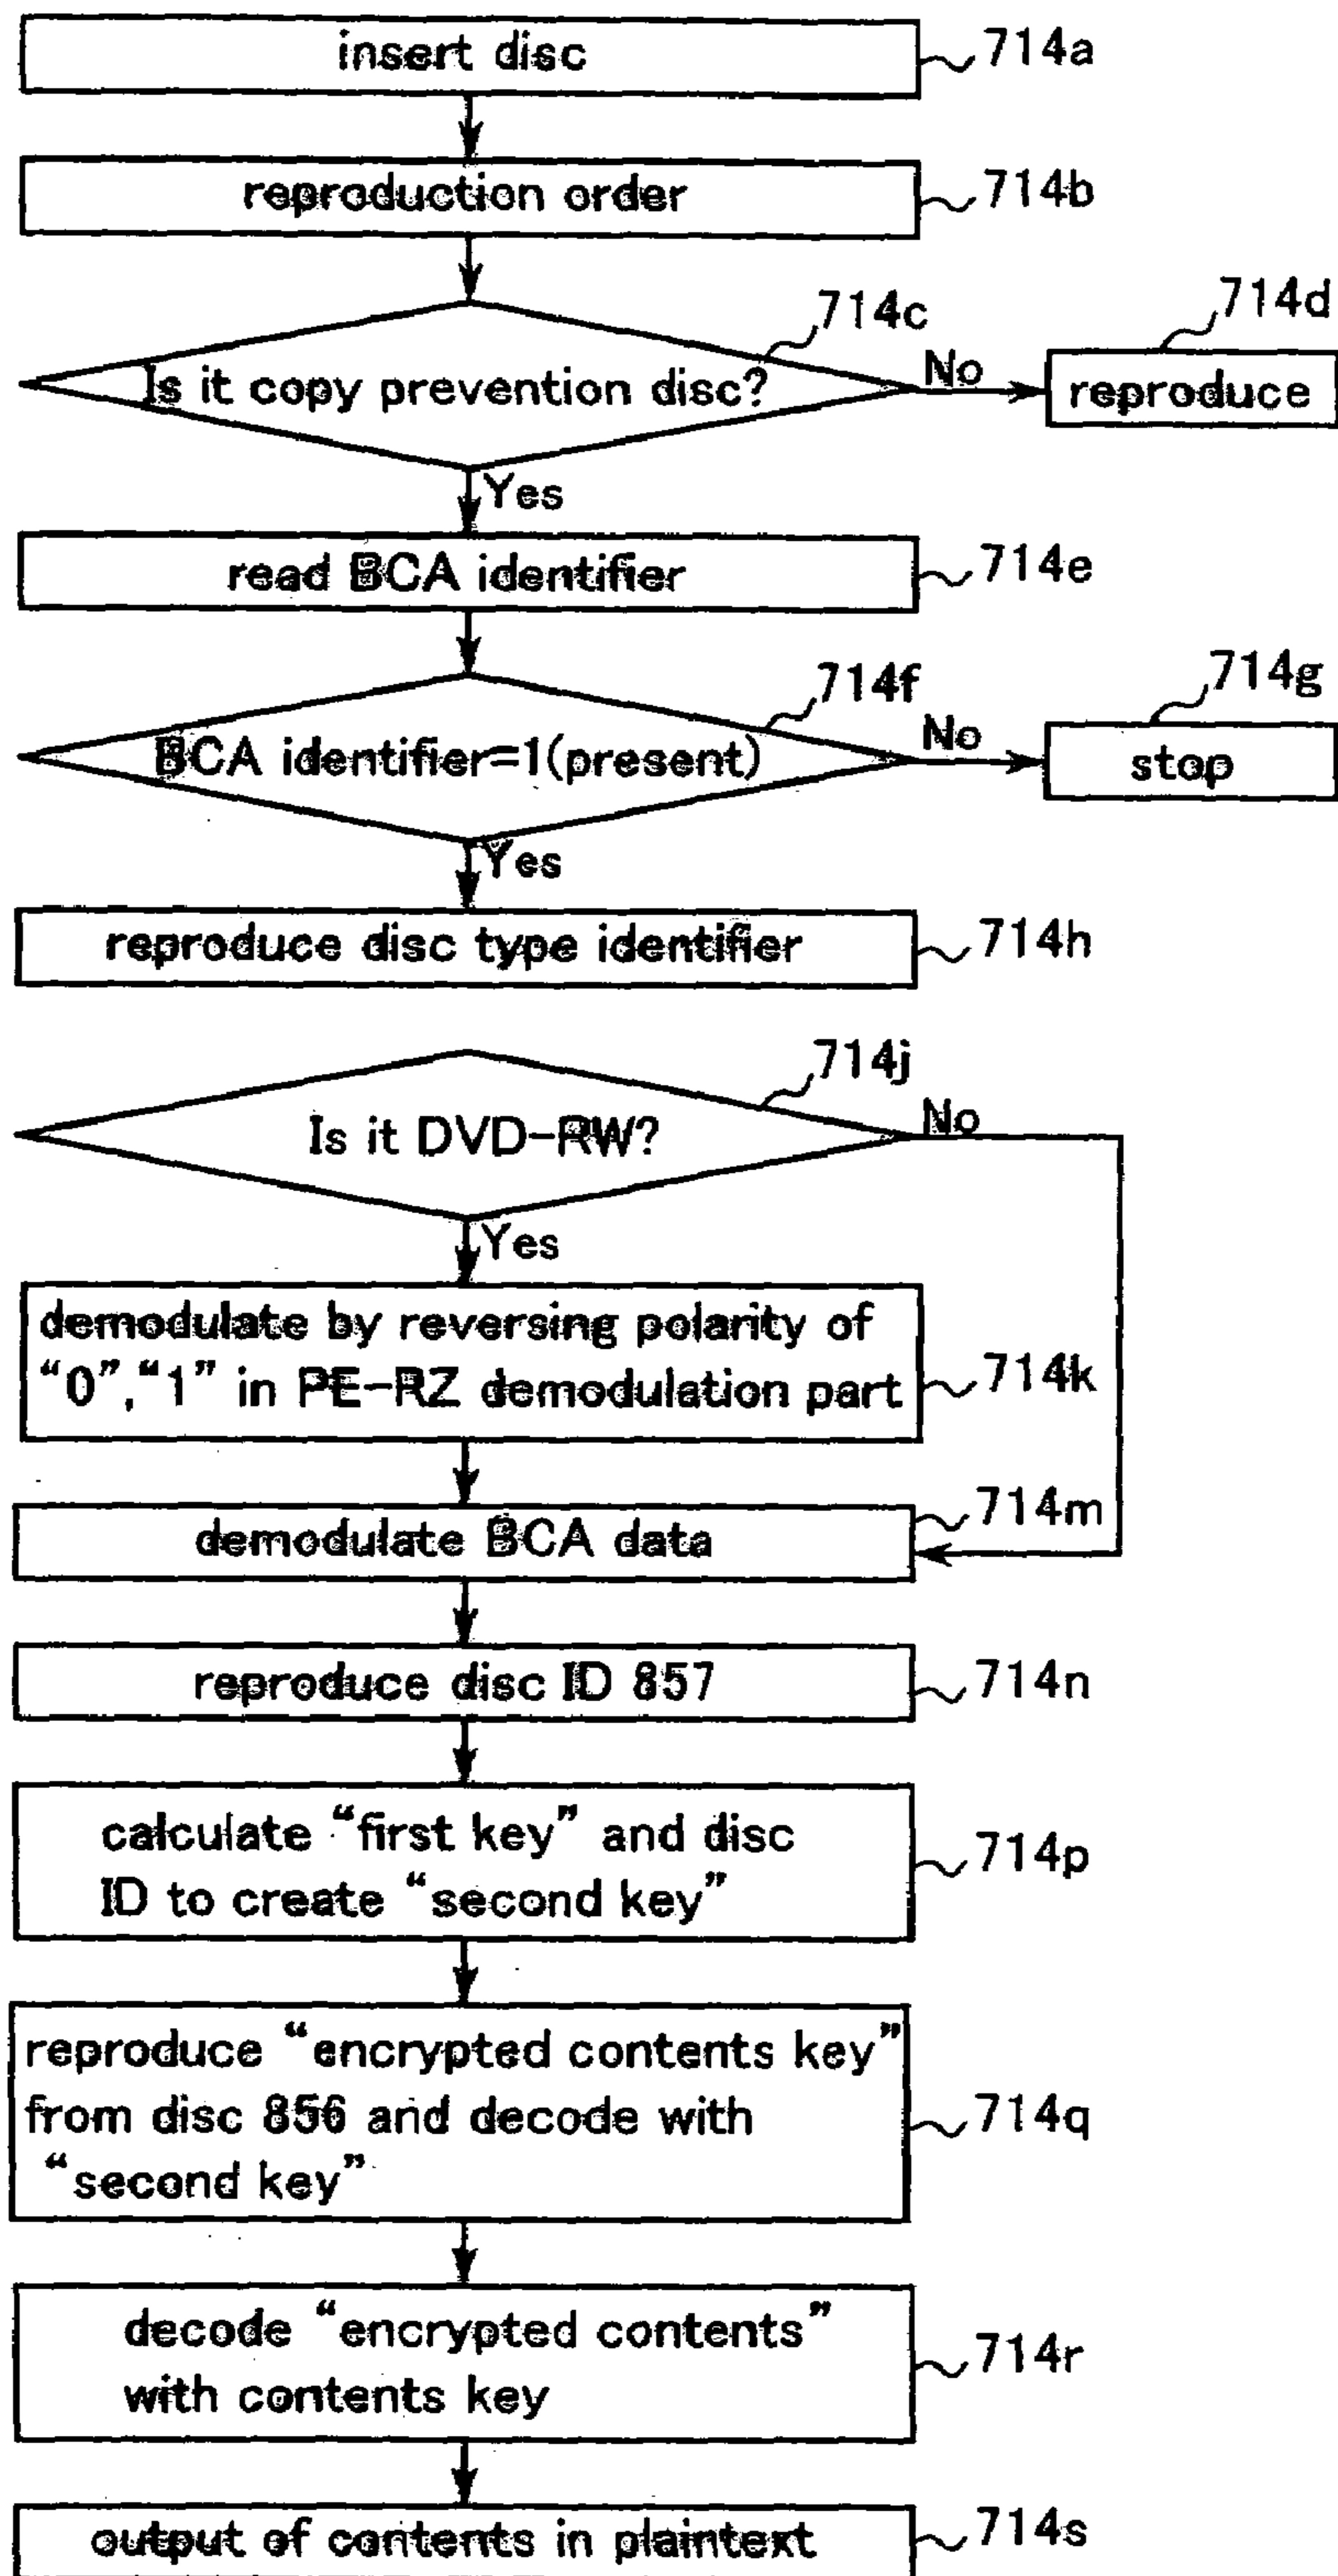 insert disc
714a
reproduction order
714b
714c
714d
Is it copy prevention disc?
No
reproduce
Yes
read BCA identifier
714e
714f
714g
BCA identifier=1(present)
No
stop
Yes
reproduce disc type identifier
714h
714j
Is it DVD-RW?
No
Yes
demodulate by reversing polarity of
“0”,“1” in PE-RZ demodulation part
714k
demodulate BCA data
714m
reproduce disc ID 857
714n
calculate “first key” and disc
ID to create “second key”
714p
reproduce “encrypted contents key”
from disc 856 and decode with
“second key”
714q
decode “encrypted contents”
with contents key
714r
output of contents in plaintext
714s